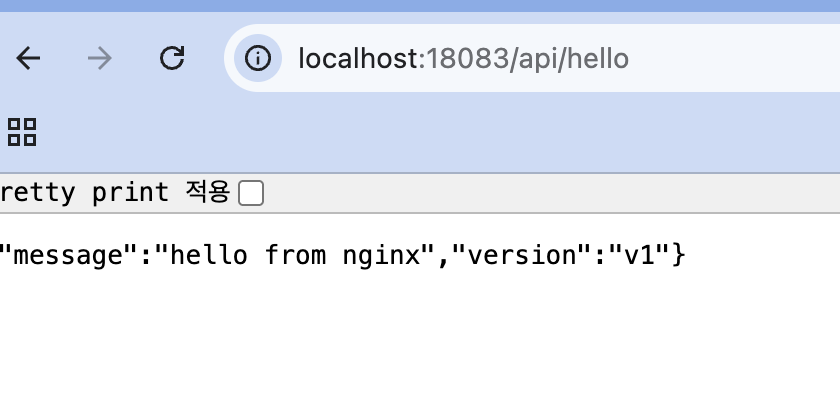 localhost:18083/api/hello
retty print 적용
"message":"hello from nginx","version":"v1"}